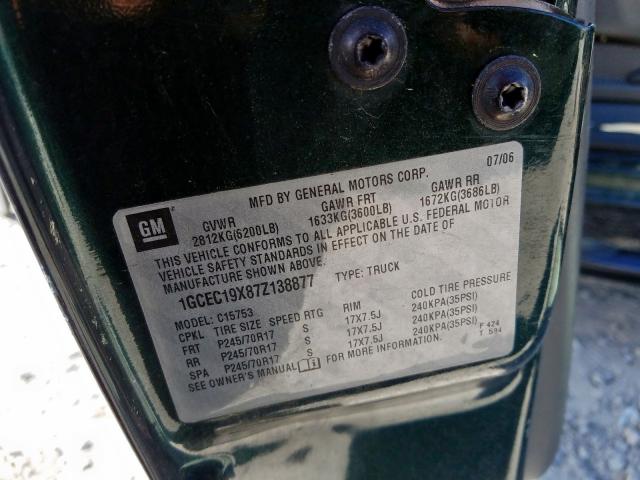 07/06
MFD BY GENERAL MOTORS CORP.
GM
GVWR GAWR FRT GAWR RR
2812KG(6200LB) 1633KG(3600LB) 1672KG(3686LB)
THIS VEHICLE CONFORMS TO ALL APPLICABLE U.S. FEDERAL MOTOR
VEHICLE SAFETY STANDARDS IN EFFECT ON THE DATE OF
MANUFACTURE SHOWN ABOVE.
1GCEC19X87Z138877 TYPE: TRUCK
MODEL: C15753
CPKL TIRE SIZE SPEED RTG RIM COLD TIRE PRESSURE
FRT P245/70R17 S 17X7.5J 240KPA(35PSI)
RR P245/70R17 S 17X7.5J 240KPA(35PSI)
SPA P245/70R17 S 17X7.5J 240KPA(35PSI)
SEE OWNER'S MANUAL FOR MORE INFORMATION.
F 424
T 594